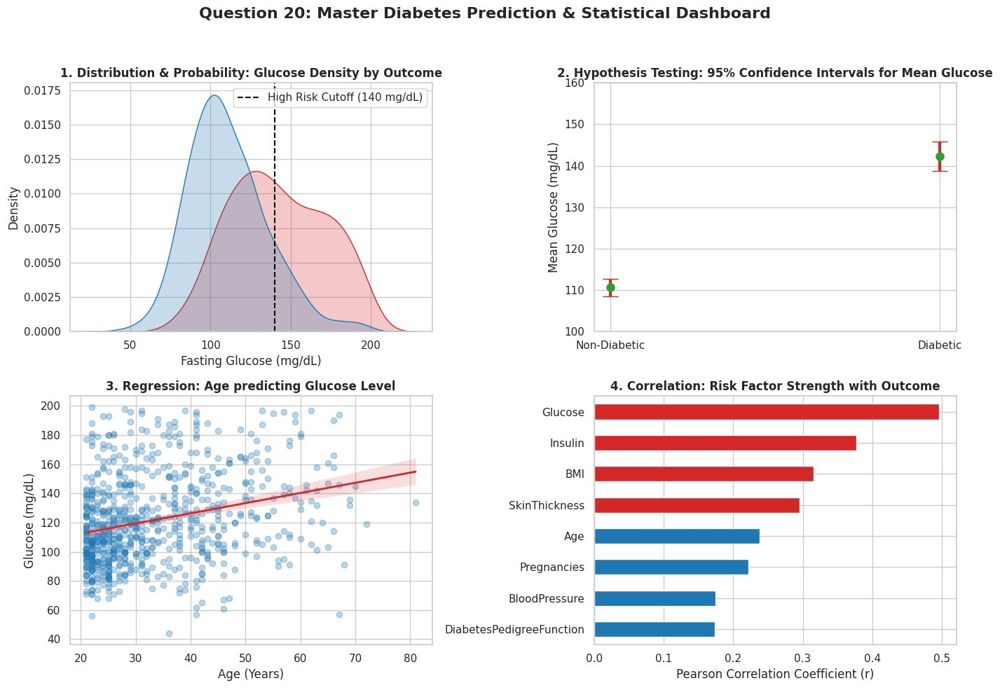 Question 20: Master Diabetes Prediction & Statistical Dashboard
1. Distribution & Probability: Glucose Density by Outcome
High Risk Cutoff (140 mg/dL)
Density
0.0175
0.0150
0.0125
0.0100
0.0075
0.0050
0.0025
0.0000
50 100 150 200
Fasting Glucose (mg/dL)
2. Hypothesis Testing: 95% Confidence Intervals for Mean Glucose
Mean Glucose (mg/dL)
160
150
140
130
120
110
100
Non-Diabetic Diabetic
3. Regression: Age predicting Glucose Level
Glucose (mg/dL)
200
180
160
140
120
100
80
60
40
20 30 40 50 60 70 80
Age (Years)
4. Correlation: Risk Factor Strength with Outcome
Glucose
Insulin
BMI
SkinThickness
Age
Pregnancies
BloodPressure
DiabetesPedigreeFunction
0.0 0.1 0.2 0.3 0.4 0.5
Pearson Correlation Coefficient (r)